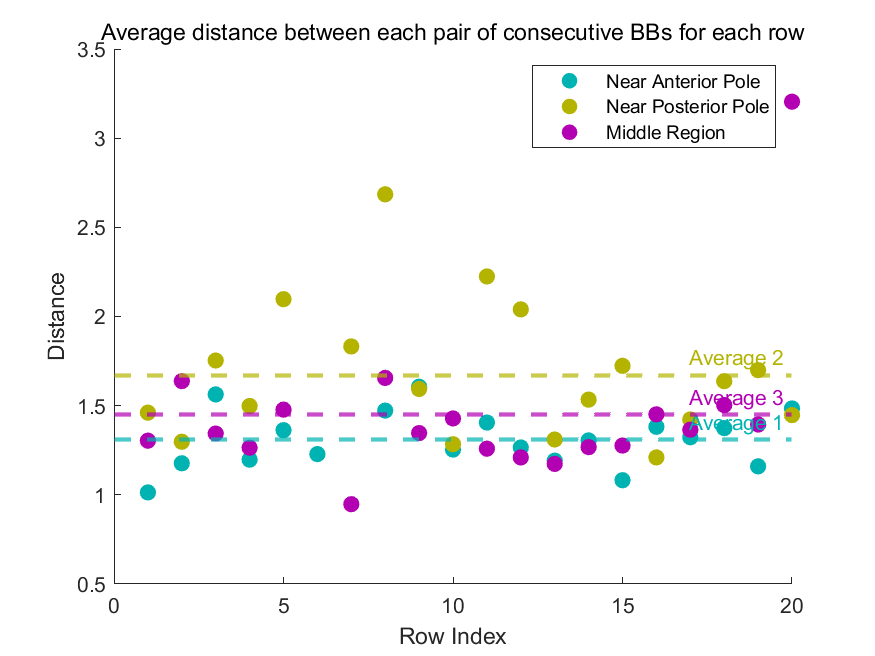 Average distance between each pair of consecutive BBs for each row
3.5
3
2.5
2
1.5
1
0.5
Distance
Near Anterior Pole
Near Posterior Pole
Middle Region
Average 2
Average 3
Average 1
0
5
10
15
20
Row Index